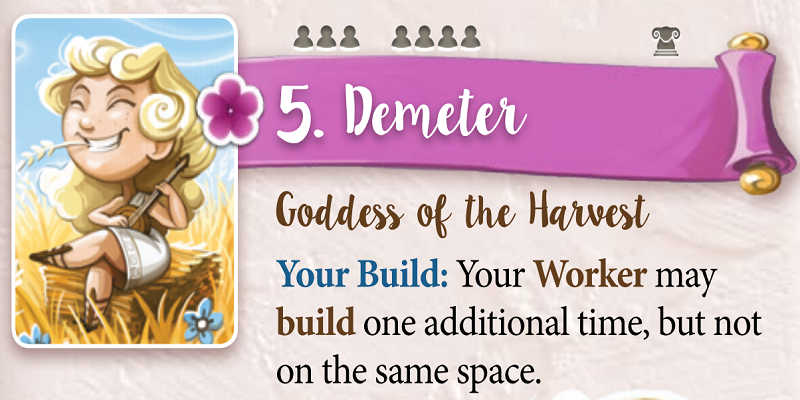 5. Demeter
Goddess of the Harvest
Your Build: Your Worker may
build one additional time, but not
on the same space.